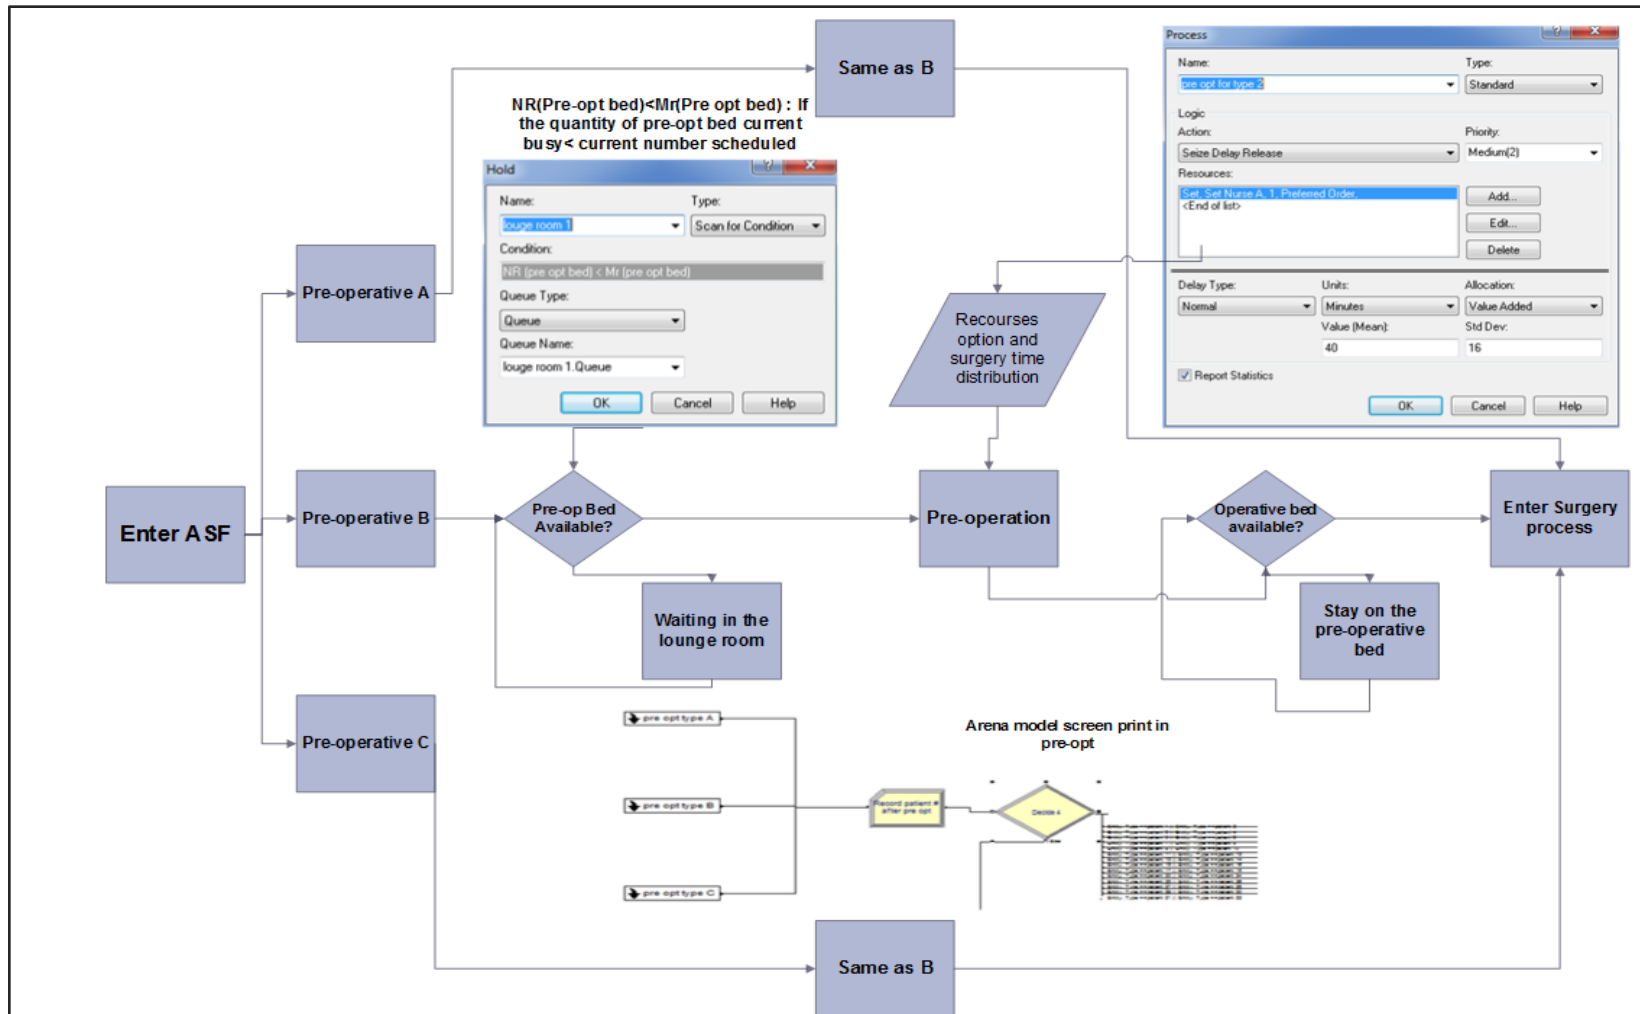 Same as B
NR(Pre-opt bed)<Mr(Pre opt bed) : If
the quantity of pre-opt bed current
busy< current number scheduled
Hold
Name:
Type:
louge room 1
Scan for Condition
Condition:
NR (pre opt bed) < Mr (pre opt bed)
Queue Type:
Queue
Queue Name:
louge room 1.Queue
OK
Cancel
Help
Process
Name:
Type:
pre opt for type 2
Standard
Logic
Action:
Priority:
Seize Delay Release
Medium(2)
Resources:
Set, Set Nurse A, 1, Preferred Order,
<End of list>
Add...
Edit...
Delete
Delay Type:
Units:
Allocation:
Normal
Minutes
Value Added
Value (Mean):
Std Dev:
40
16
Report Statistics
OK
Cancel
Help
Pre-operative A
Recourses
option and
surgery time
distribution
Enter ASF
Pre-operative B
Pre-op Bed
Available?
Pre-operation
Operative bed
available?
Enter Surgery
process
Waiting in the
lounge room
Stay on the
pre-operative
bed
Pre-operative C
Arena model screen print in
pre-opt
pre opt type A
pre opt type B
pre opt type C
Record patient #
after pre opt
Decide 4
Same as B